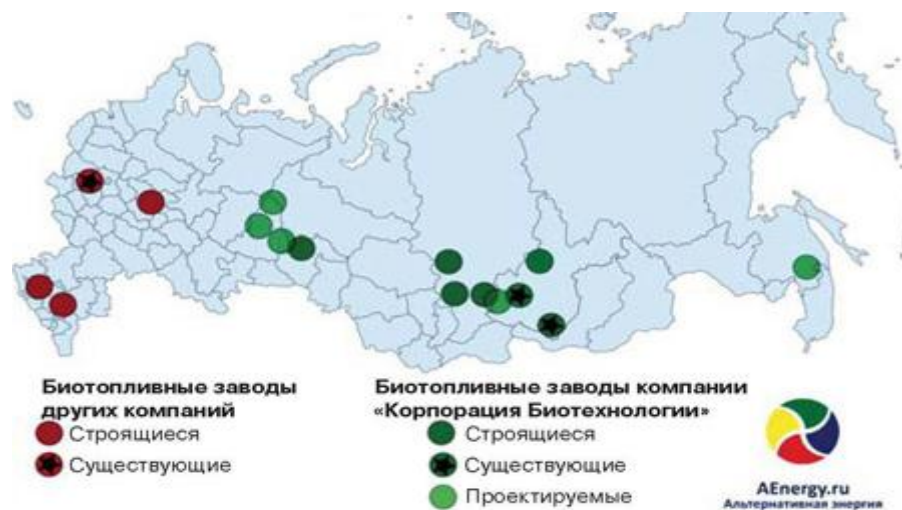 Биотопливные заводы
других компаний
Строящиеся
Существующие
Биотопливные заводы компании
«Корпорация Биотехнологии»
Строящиеся
Существующие
Проектируемые
AEnergy.ru
Альтернативная энергия